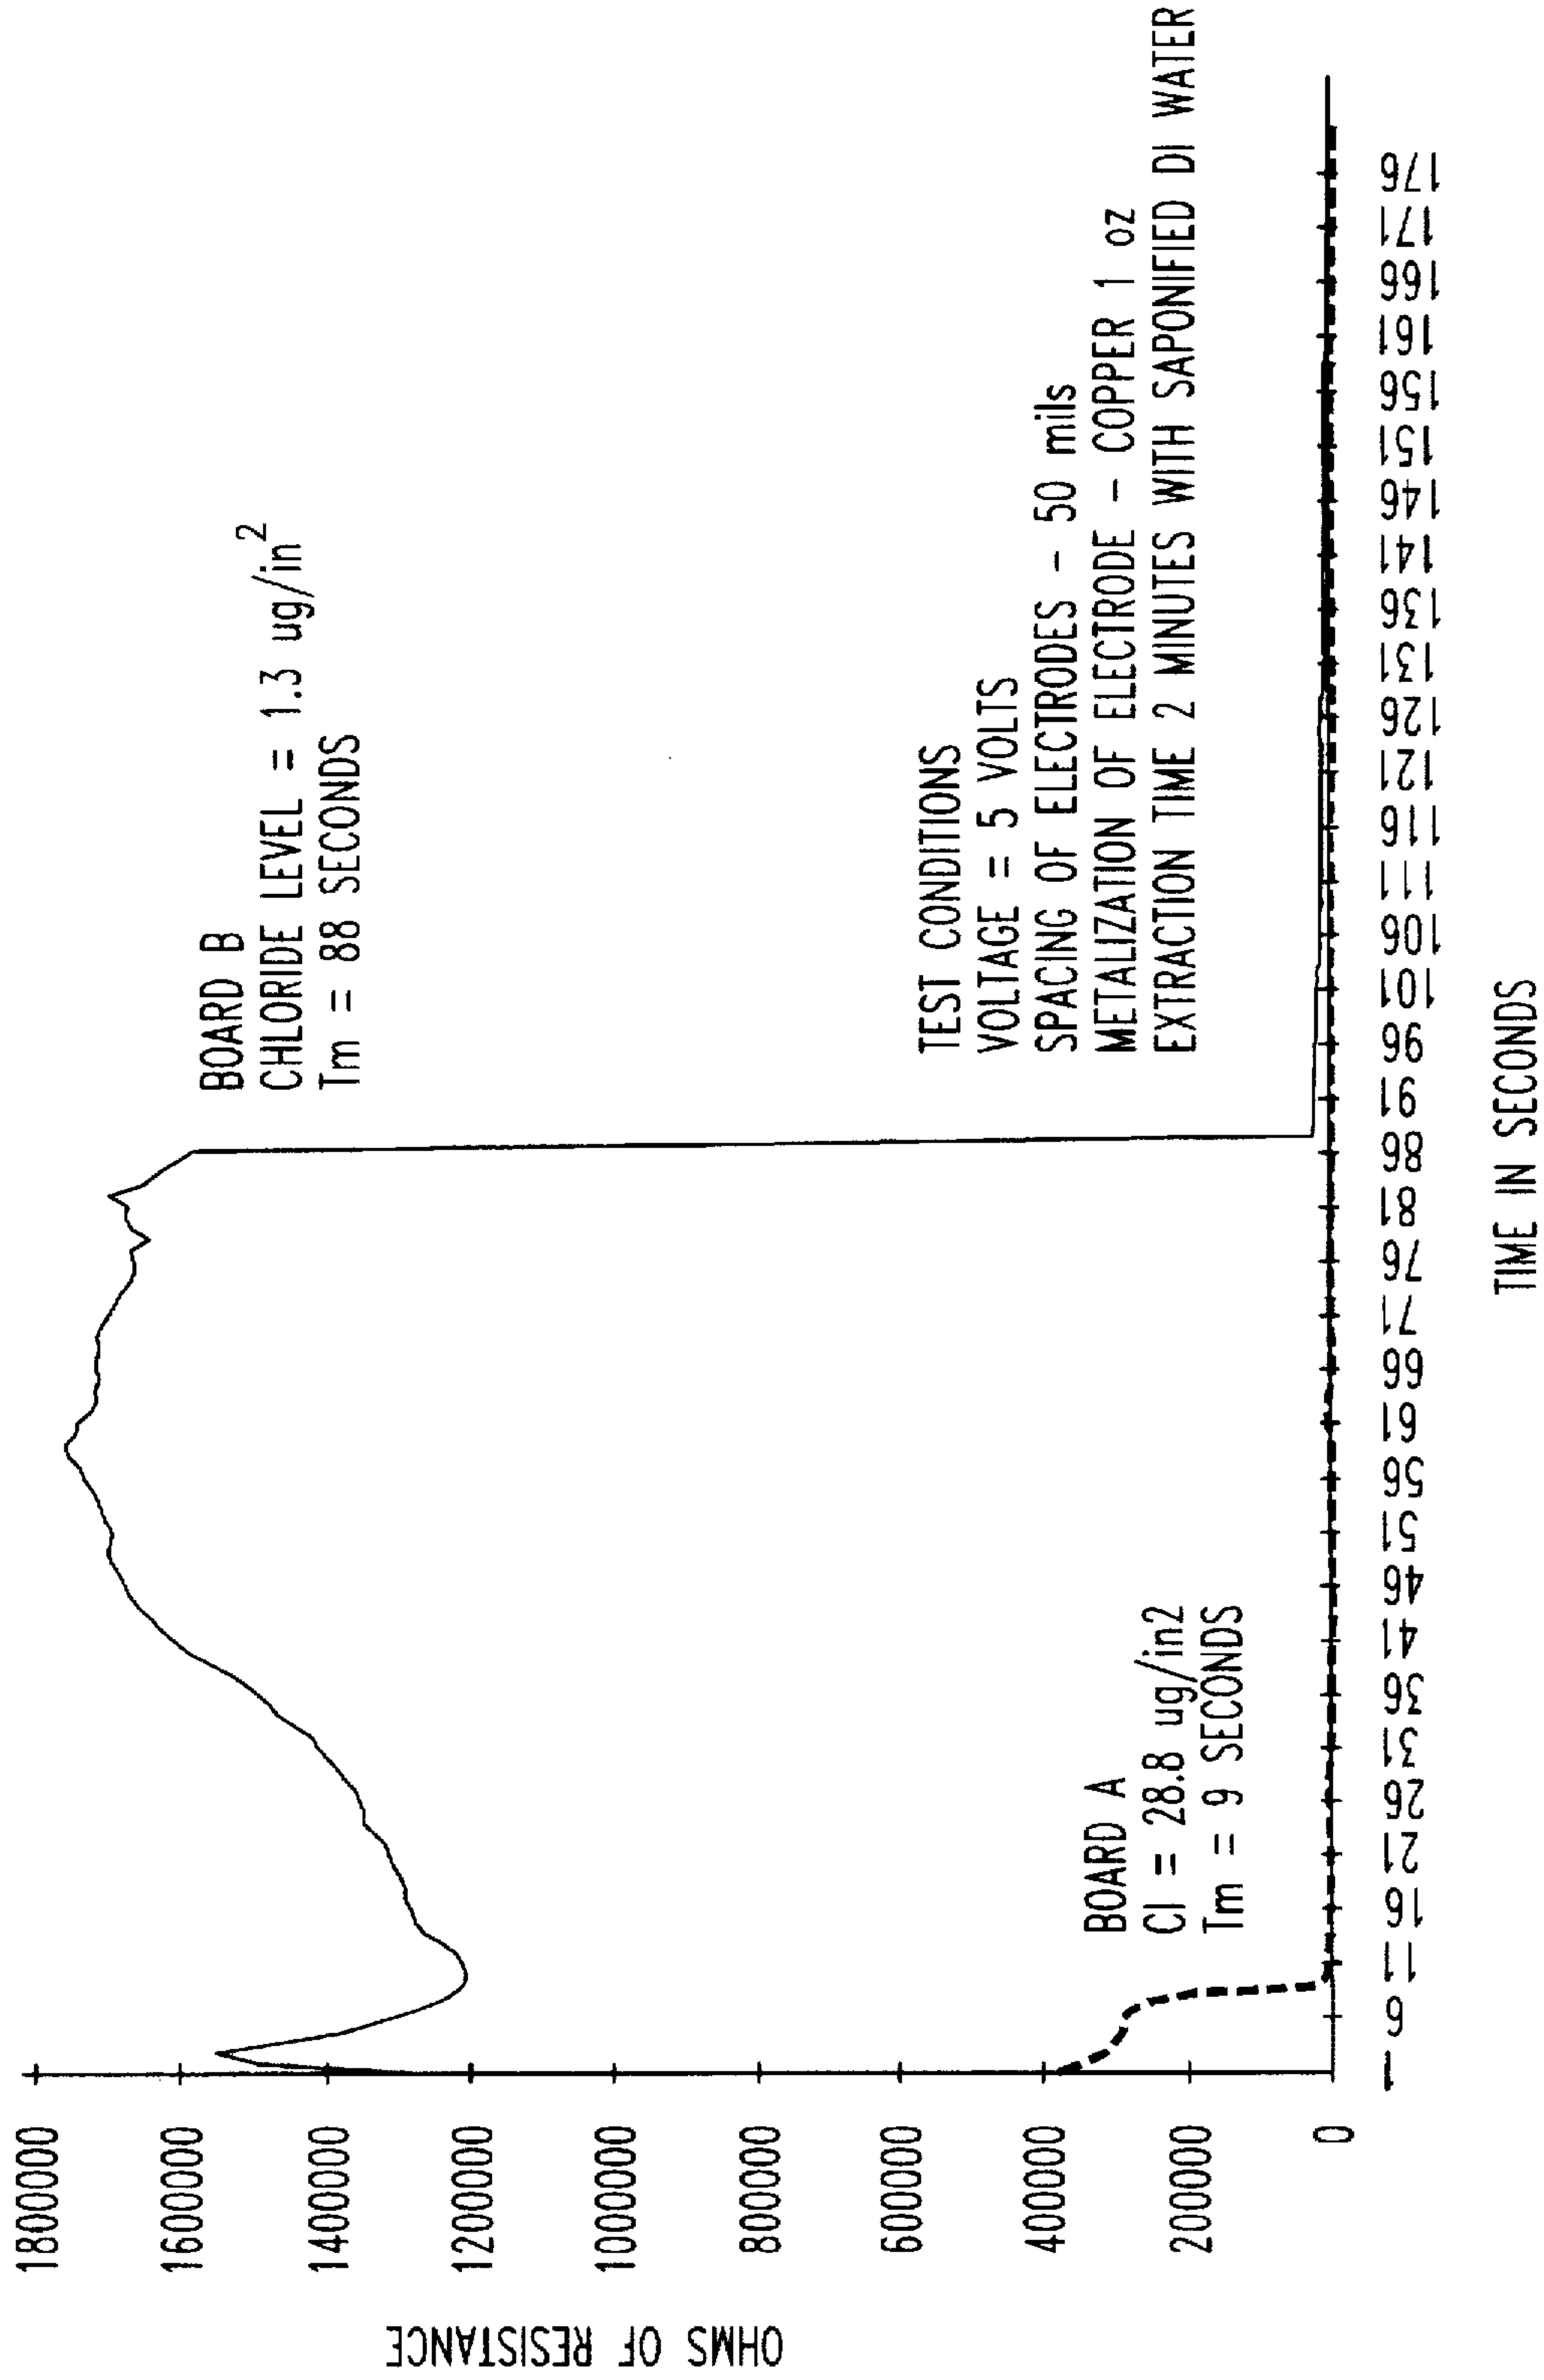 OHMS OF RESISTANCE
1800000
1600000
1400000
1200000
1000000
800000
600000
400000
200000
0
BOARD B
CHLORIDE LEVEL = 1.3 ug/in²
Tm = 88 SECONDS
TEST CONDITIONS
VOLTAGE = 5 VOLTS
SPACING OF ELECTRODES - 50 mils
METALIZATION OF ELECTRODE - COPPER 1 oz
EXTRACTION TIME 2 MINUTES WITH SAPONIFIED DI WATER
BOARD A
Cl = 28.8 ug/in2
Tm = 9 SECONDS
1 6 11 16 21 26 31 36 41 46 51 56 61 66 71 76 81 86 91 96 101 106 111 116 121 126 131 136 141 146 151 156 161 166 171 176
TIME IN SECONDS